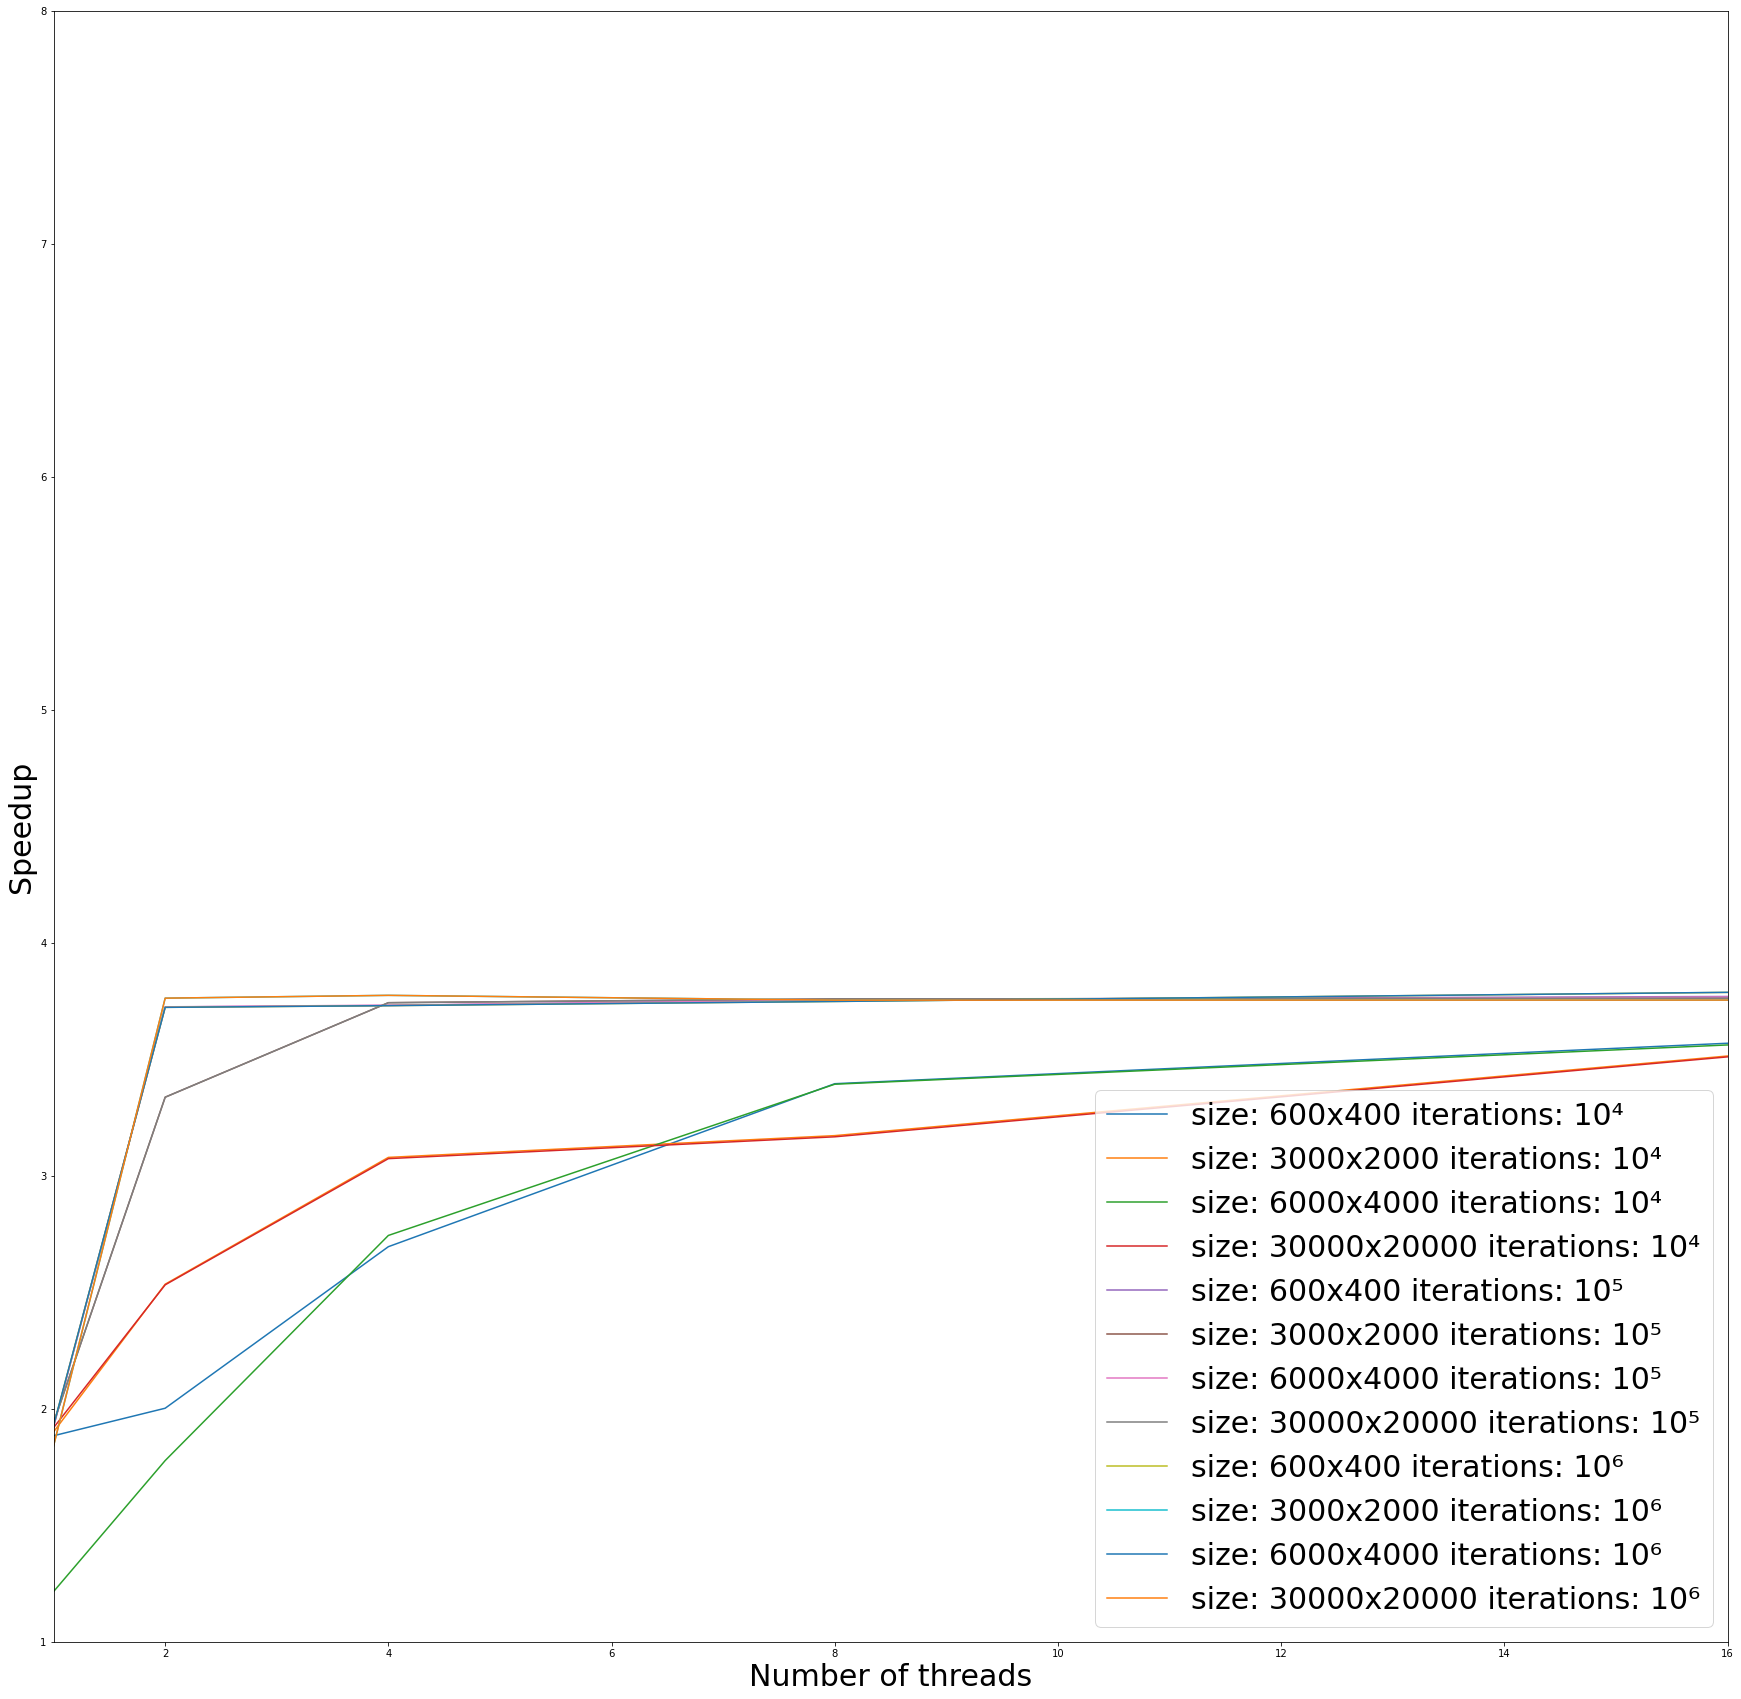 8
7
6
5
4
3
2
1
Speedup
size: 600x400 iterations: 10⁴
size: 3000x2000 iterations: 10⁴
size: 6000x4000 iterations: 10⁴
size: 30000x20000 iterations: 10⁴
size: 600x400 iterations: 10⁵
size: 3000x2000 iterations: 10⁵
size: 6000x4000 iterations: 10⁵
size: 30000x20000 iterations: 10⁵
size: 600x400 iterations: 10⁶
size: 3000x2000 iterations: 10⁶
size: 6000x4000 iterations: 10⁶
size: 30000x20000 iterations: 10⁶
2 4 6 8 10 12 14 16
Number of threads